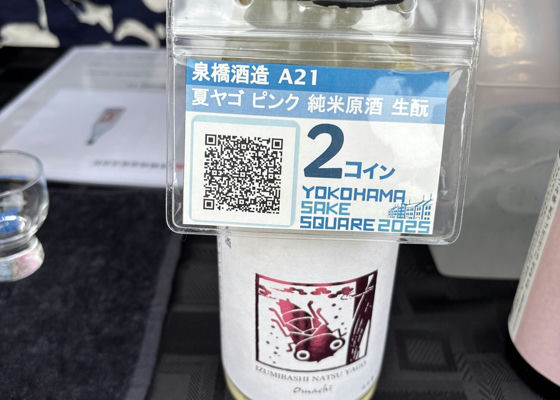 泉橋酒造 A21
夏ヤゴ ピンク 純米原酒 生酛
2コイン
YOKOHAMA
SAKE
SQUARE 2025
IZUMIBASHI NATSU YAGO
Omachi